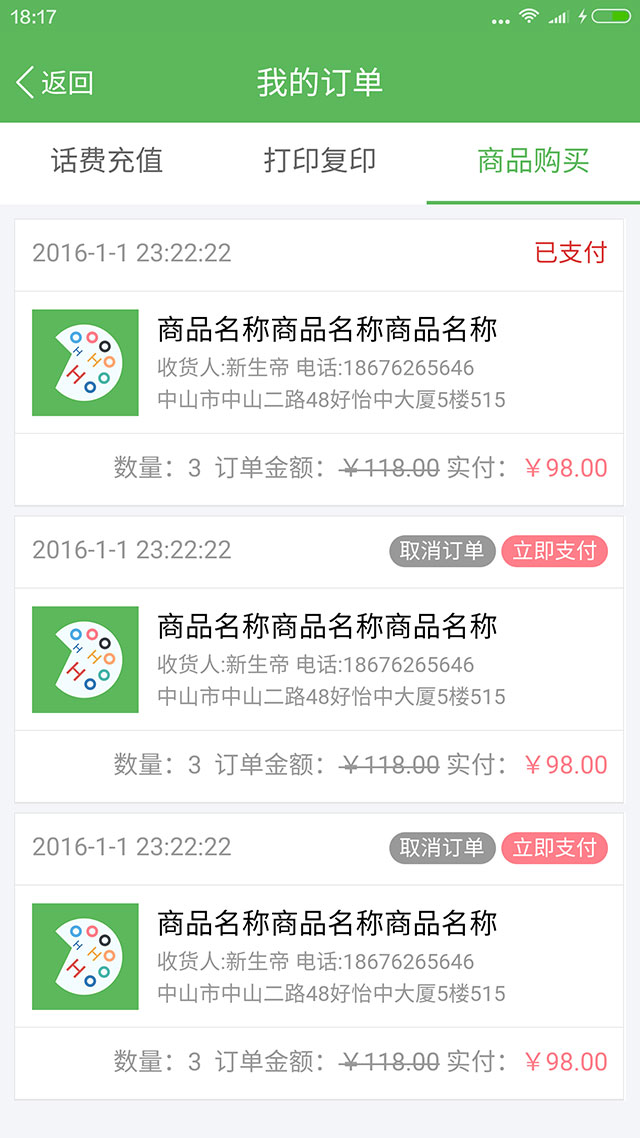 18:17
返回 我的订单
话费充值 打印复印 商品购买
2016-1-1 23:22:22 已支付
商品名称商品名称商品名称
收货人:新生帝 电话:18676265646
中山市中山二路48好怡中大厦5楼515
数量：3 订单金额：￥118.00 实付：￥98.00
2016-1-1 23:22:22 取消订单 立即支付
商品名称商品名称商品名称
收货人:新生帝 电话:18676265646
中山市中山二路48好怡中大厦5楼515
数量：3 订单金额：￥118.00 实付：￥98.00
2016-1-1 23:22:22 取消订单 立即支付
商品名称商品名称商品名称
收货人:新生帝 电话:18676265646
中山市中山二路48好怡中大厦5楼515
数量：3 订单金额：￥118.00 实付：￥98.00